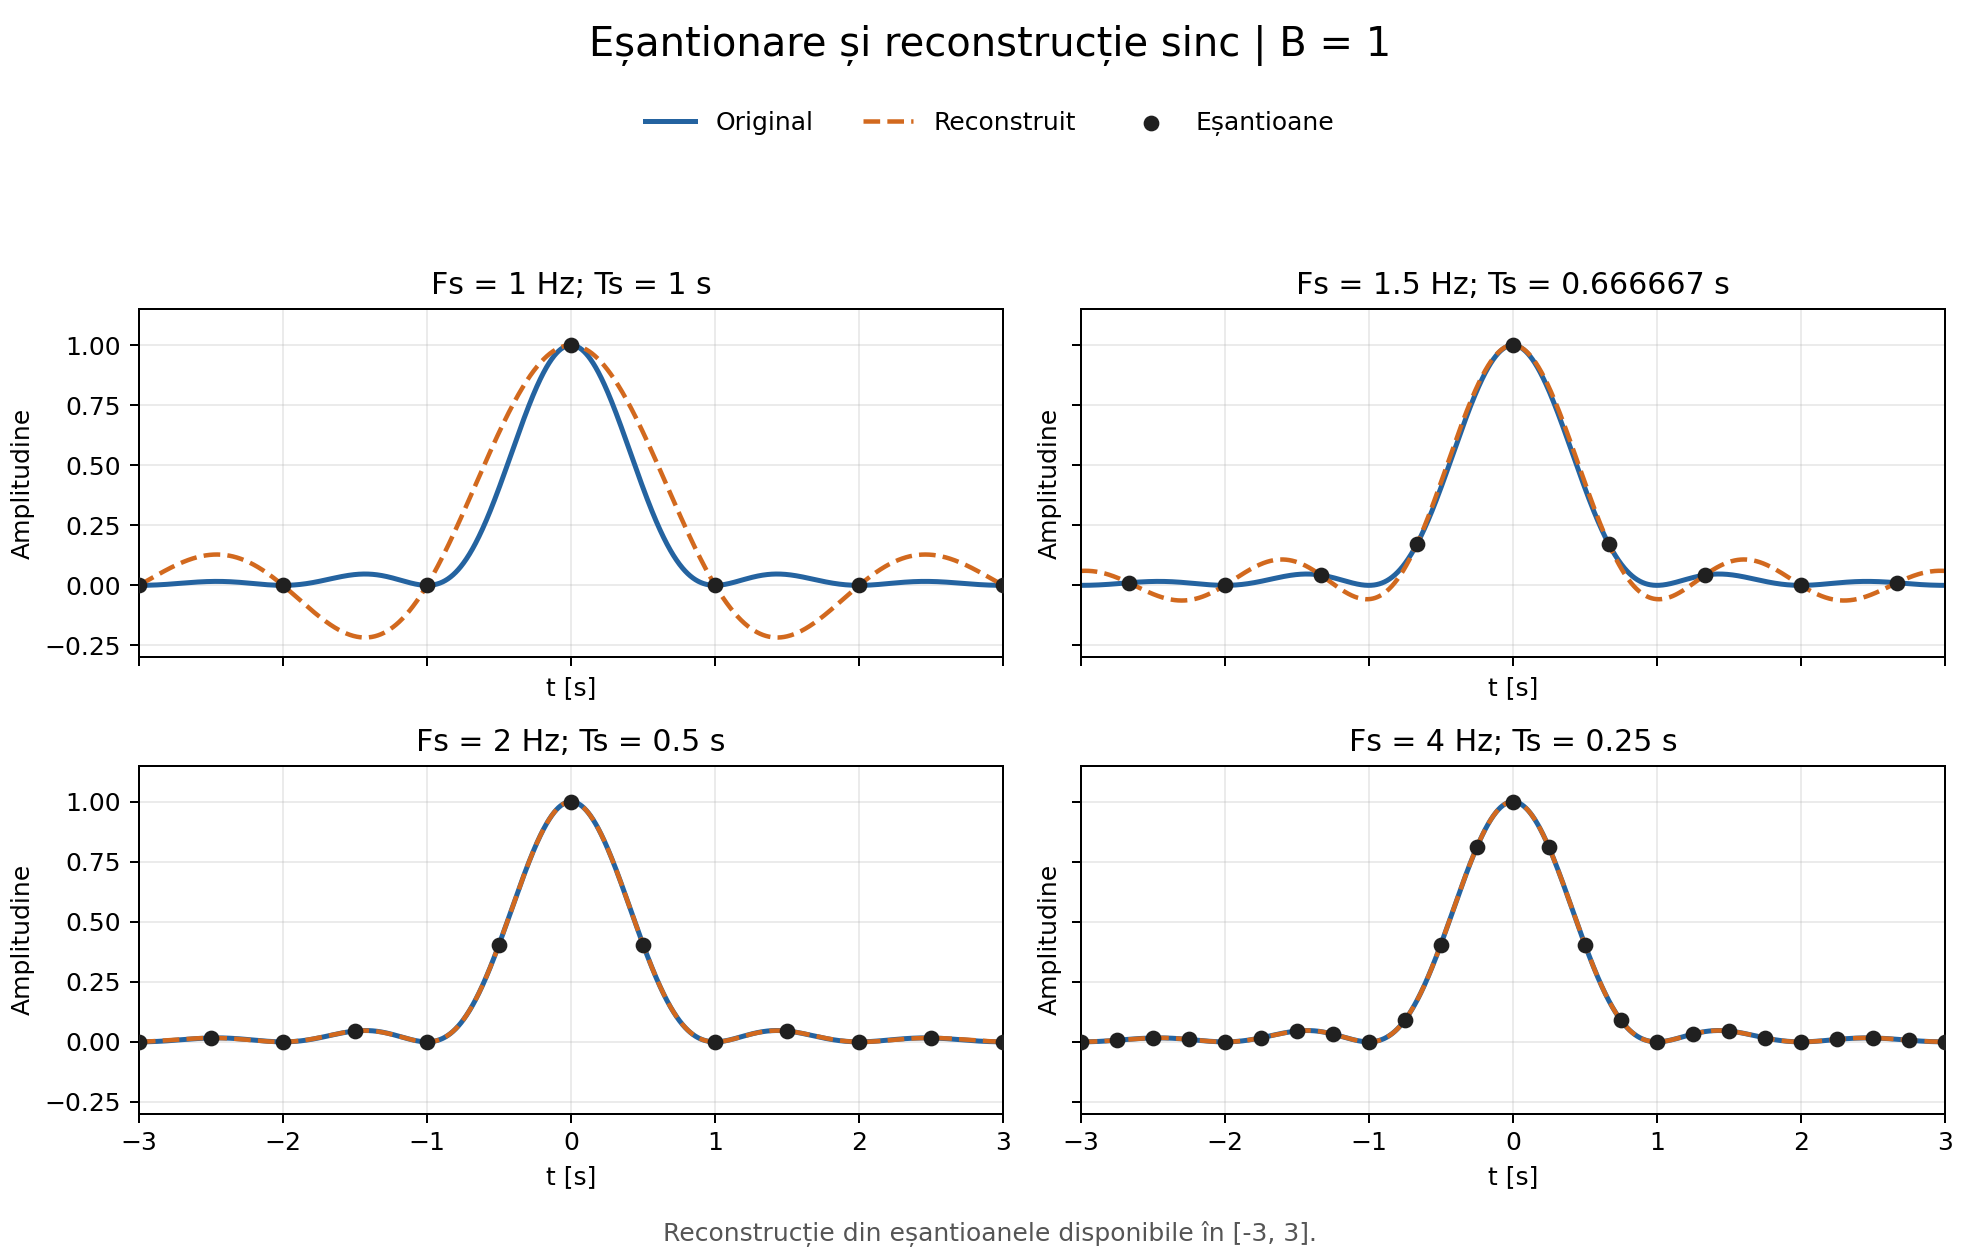 Eșantionare și reconstrucție sinc | B = 1
Original Reconstruit Eșantioane
Fs = 1 Hz; Ts = 1 s
Amplitudine
1.00
0.75
0.50
0.25
0.00
−0.25
t [s]
Fs = 1.5 Hz; Ts = 0.666667 s
Amplitudine
t [s]
Fs = 2 Hz; Ts = 0.5 s
Amplitudine
1.00
0.75
0.50
0.25
0.00
−0.25
−3 −2 −1 0 1 2 3
t [s]
Fs = 4 Hz; Ts = 0.25 s
Amplitudine
−3 −2 −1 0 1 2 3
t [s]
Reconstrucție din eșantioanele disponibile în [-3, 3].